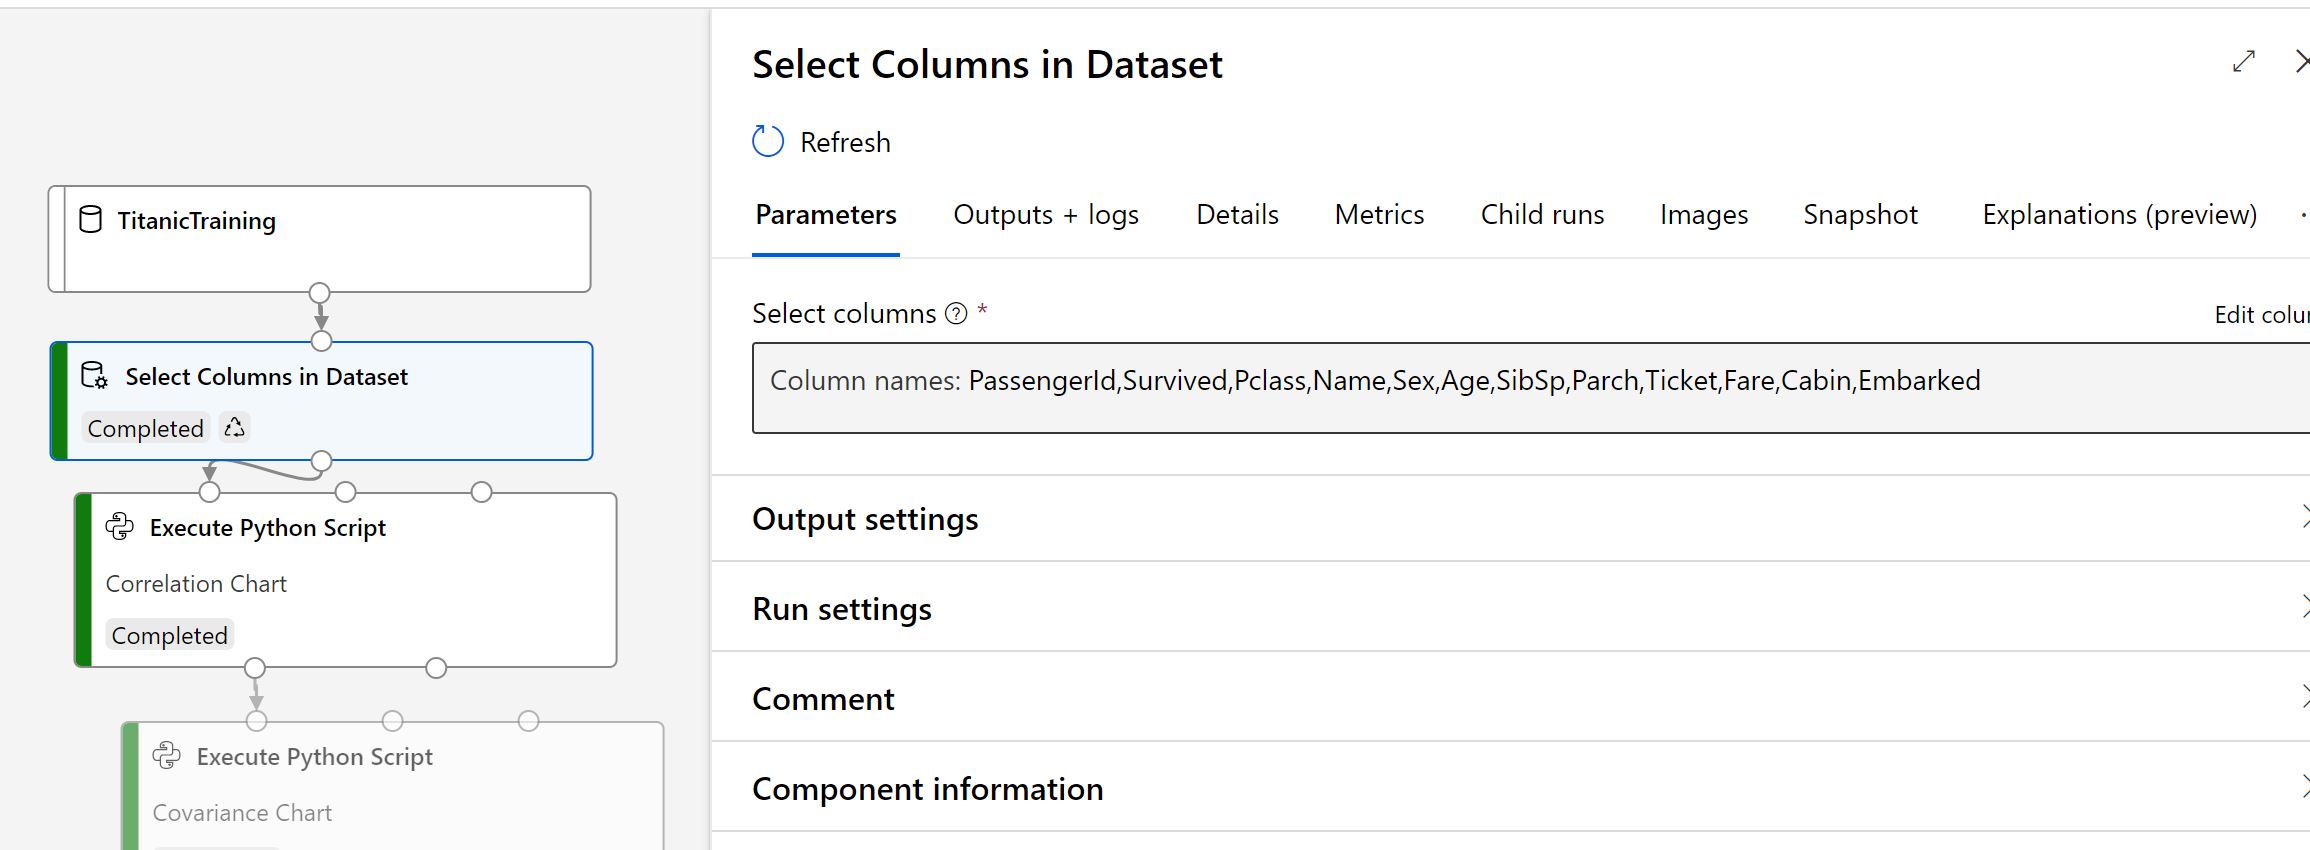 TitanicTraining
Select Columns in Dataset
Completed
Execute Python Script
Correlation Chart
Completed
Execute Python Script
Covariance Chart
Select Columns in Dataset
Refresh
Parameters Outputs + logs Details Metrics Child runs Images Snapshot Explanations (preview)
Select columns ? * Edit
Column names: PassengerId,Survived,Pclass,Name,Sex,Age,SibSp,Parch,Ticket,Fare,Cabin,Embarked
Output settings
Run settings
Comment
Component information